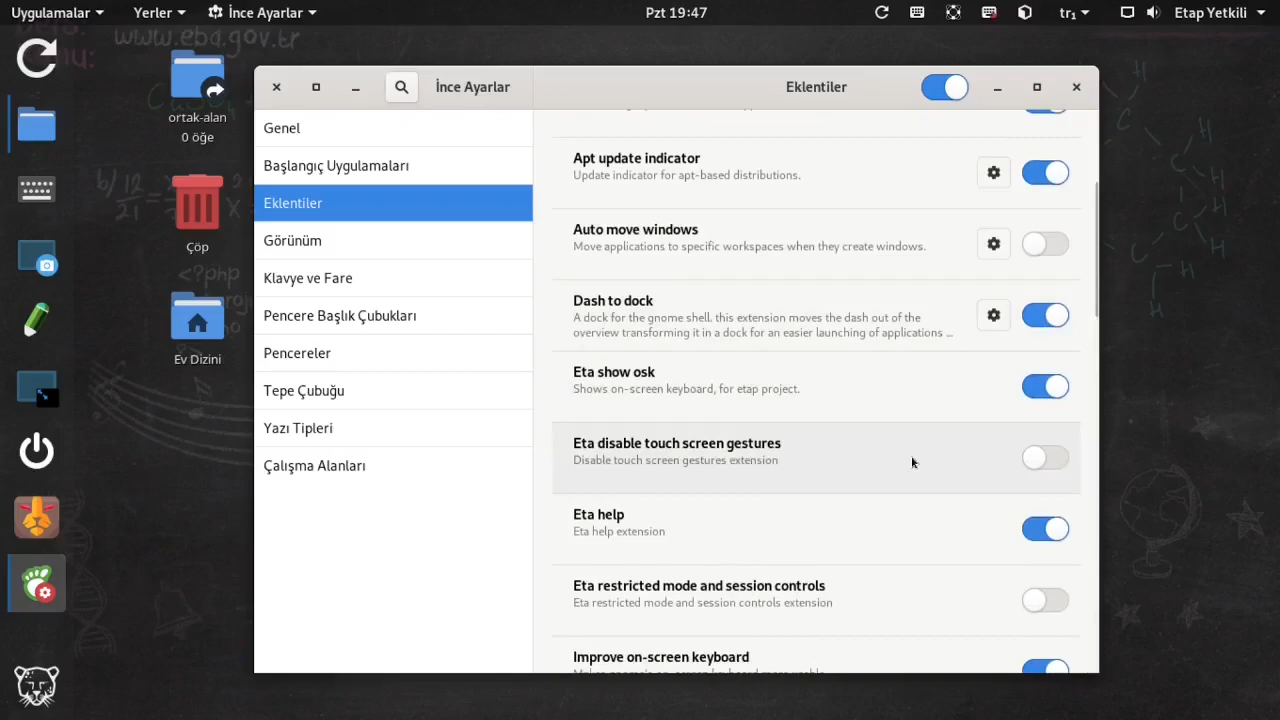 Uygulamalar
Yerler
İnce Ayarlar
Pzt 19:47
tr₁
Etap Yetkili
www.eba.gov.tr
ortak-alan
0 öğe
Çöp
Ev Dizini
<?php
İnce Ayarlar
Genel
Başlangıç Uygulamaları
Eklentiler
Görünüm
Klavye ve Fare
Pencere Başlık Çubukları
Pencereler
Tepe Çubuğu
Yazı Tipleri
Çalışma Alanları
Eklentiler
Apt update indicator
Update indicator for apt-based distributions.
Auto move windows
Move applications to specific workspaces when they create windows.
Dash to dock
A dock for the gnome shell. this extension moves the dash out of the
overview transforming it in a dock for an easier launching of applications ...
Eta show osk
Shows on-screen keyboard, for etap project.
Eta disable touch screen gestures
Disable touch screen gestures extension
Eta help
Eta help extension
Eta restricted mode and session controls
Eta restricted mode and session controls extension
Improve on-screen keyboard